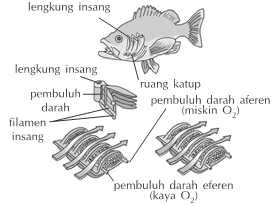 lengkung insang
ruang katup
lengkung insang
pembuluh
darah
filamen
insang
pembuluh darah aferen
(miskin O₂)
pembuluh darah eferen
(kaya O₂)